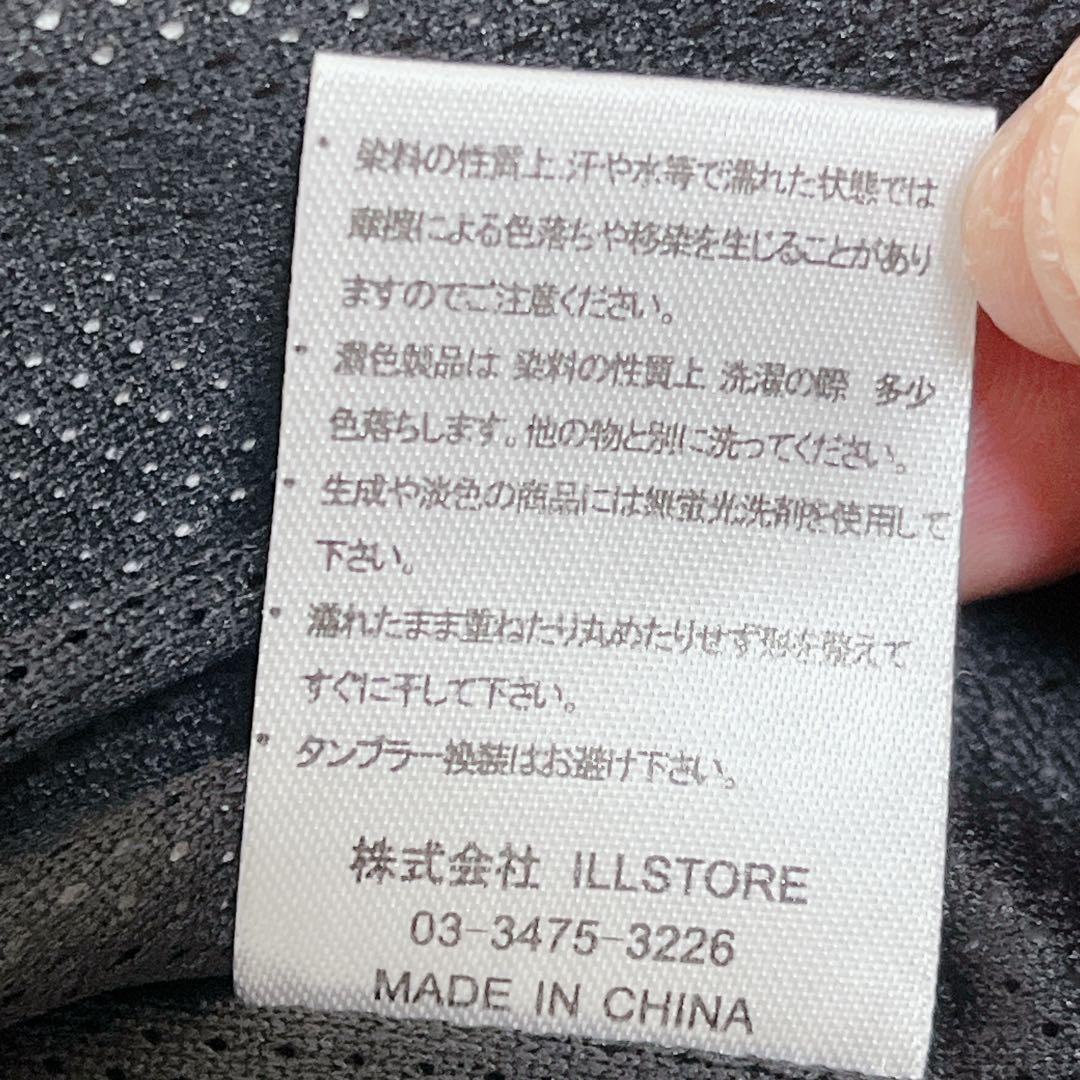 ・染料の性質上 汗や水等で濡れた状態では
摩擦による色落ちや移染を生じることがあり
ますのでご注意ください。
・濃色製品は 染料の性質上 洗濯の際 多少
色落ちします。他の物と別に洗ってください。
・生成や淡色の商品には無蛍光洗剤を使用して
下さい。
・濡れたまま重ねたり丸めたりせず形を整えて
すぐに干して下さい。
・タンブラー換装はお避け下さい。
株式会社 ILLSTORE
03-3475-3226
MADE IN CHINA